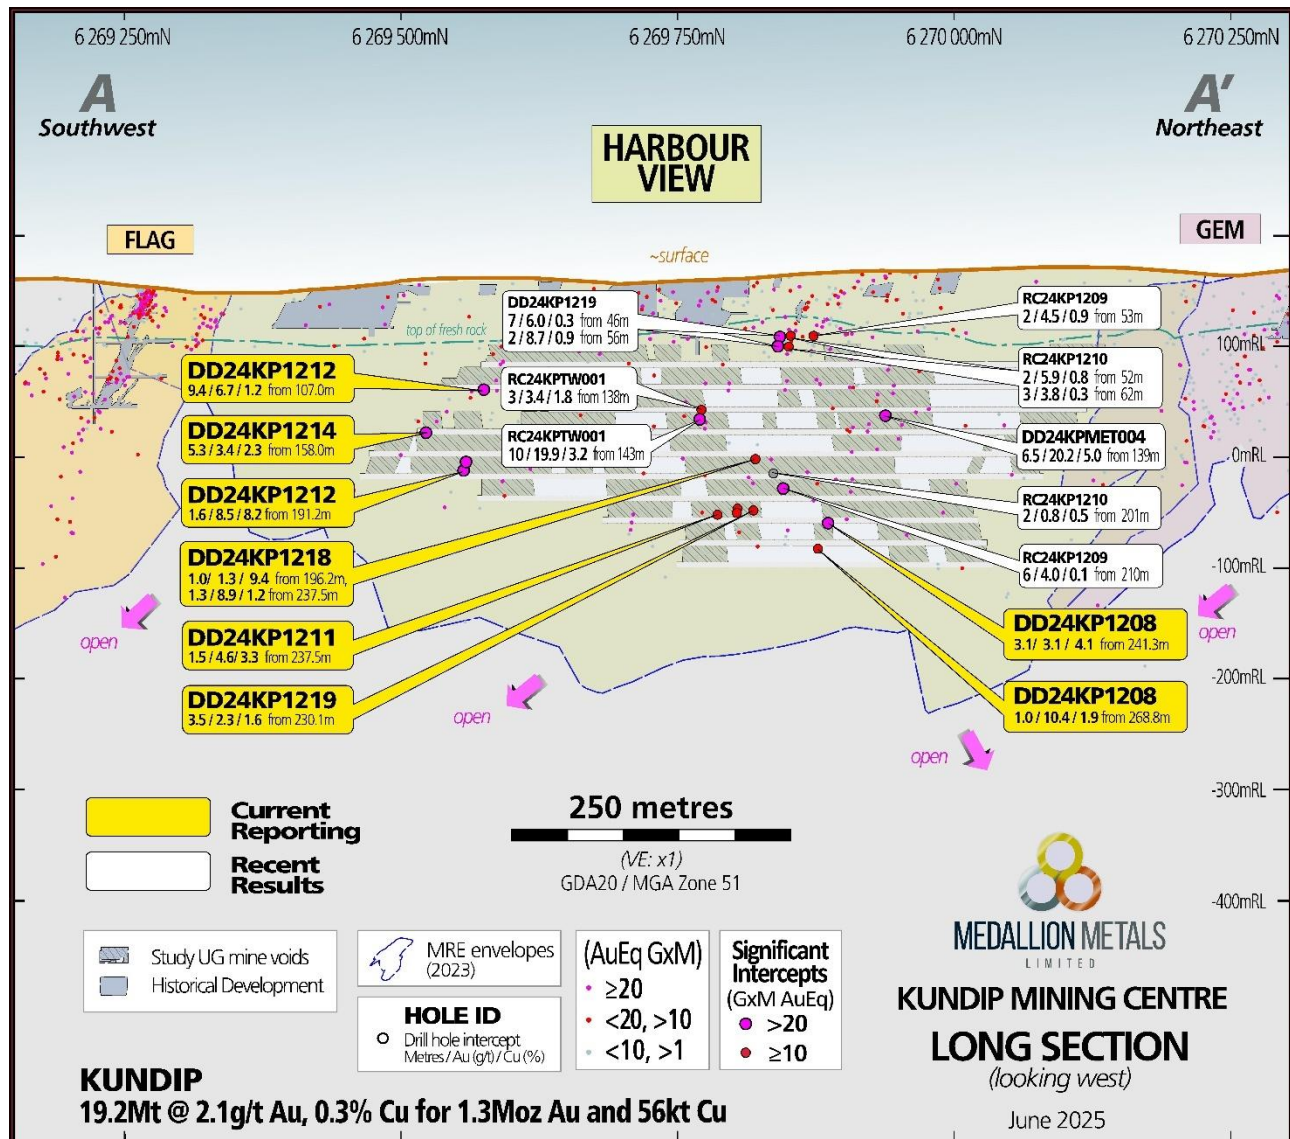 6 269 250mN
6 269 500mN
6 269 750mN
6 270 000mN
6 270 250mN
A
Southwest
A'
Northeast
HARBOUR
VIEW
FLAG
GEM
~surface
top of fresh rock
100mRL
0mRL
-100mRL
-200mRL
-300mRL
-400mRL
DD24KP1219
7 / 6.0 / 0.3 from 46m
2 / 8.7 / 0.9 from 56m
RC24KPTW001
3 / 3.4 / 1.8 from 138m
RC24KPTW001
10 / 19.9 / 3.2 from 143m
RC24KP1209
2 / 4.5 / 0.9 from 53m
RC24KP1210
2 / 5.9 / 0.8 from 52m
3 / 3.8 / 0.3 from 62m
DD24KPMET004
6.5 / 20.2 / 5.0 from 139m
RC24KP1210
2 / 0.8 / 0.5 from 201m
RC24KP1209
6 / 4.0 / 0.1 from 210m
DD24KP1212
9.4 / 6.7 / 1.2 from 107.0m
DD24KP1214
5.3 / 3.4 / 2.3 from 158.0m
DD24KP1212
1.6 / 8.5 / 8.2 from 191.2m
DD24KP1218
1.0/ 1.3 / 9.4 from 196.2m,
1.3 / 8.9 / 1.2 from 237.5m
DD24KP1211
1.5 / 4.6/ 3.3 from 237.5m
DD24KP1219
3.5 / 2.3 / 1.6 from 230.1m
DD24KP1208
3.1/ 3.1 / 4.1 from 241.3m
DD24KP1208
1.0 / 10.4 / 1.9 from 268.8m
open
open
open
open
Current
Reporting
Recent
Results
250 metres
(VE: x1)
GDA20 / MGA Zone 51
Study UG mine voids
Historical Development
MRE envelopes
(2023)
HOLE ID
Drill hole intercept
Metres / Au (g/t) / Cu (%)
(AuEq GxM)
≥20
<20, >10
<10, >1
Significant
Intercepts
(GxM AuEq)
>20
≥10
MEDALLION METALS
LIMITED
KUNDIP MINING CENTRE
LONG SECTION
(looking west)
June 2025
KUNDIP
19.2Mt @ 2.1g/t Au, 0.3% Cu for 1.3Moz Au and 56kt Cu